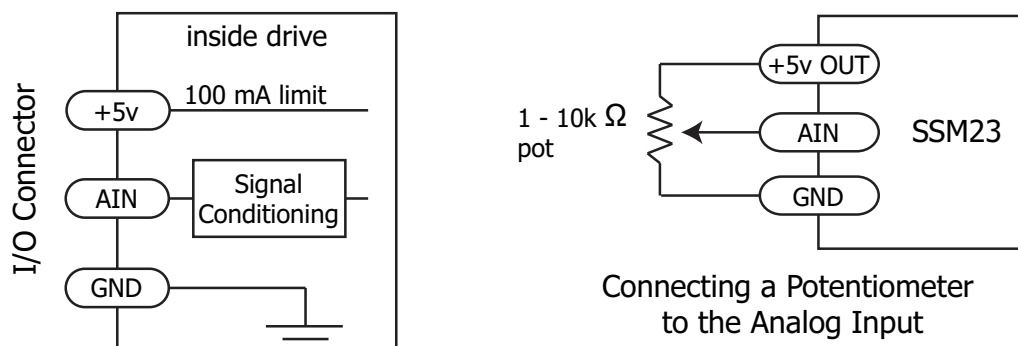 I/O Connector
inside drive
+5v
100 mA limit
AIN
Signal
Conditioning
GND
1 - 10k Ω
pot
+5v OUT
AIN
GND
SSM23
Connecting a Potentiometer
to the Analog Input